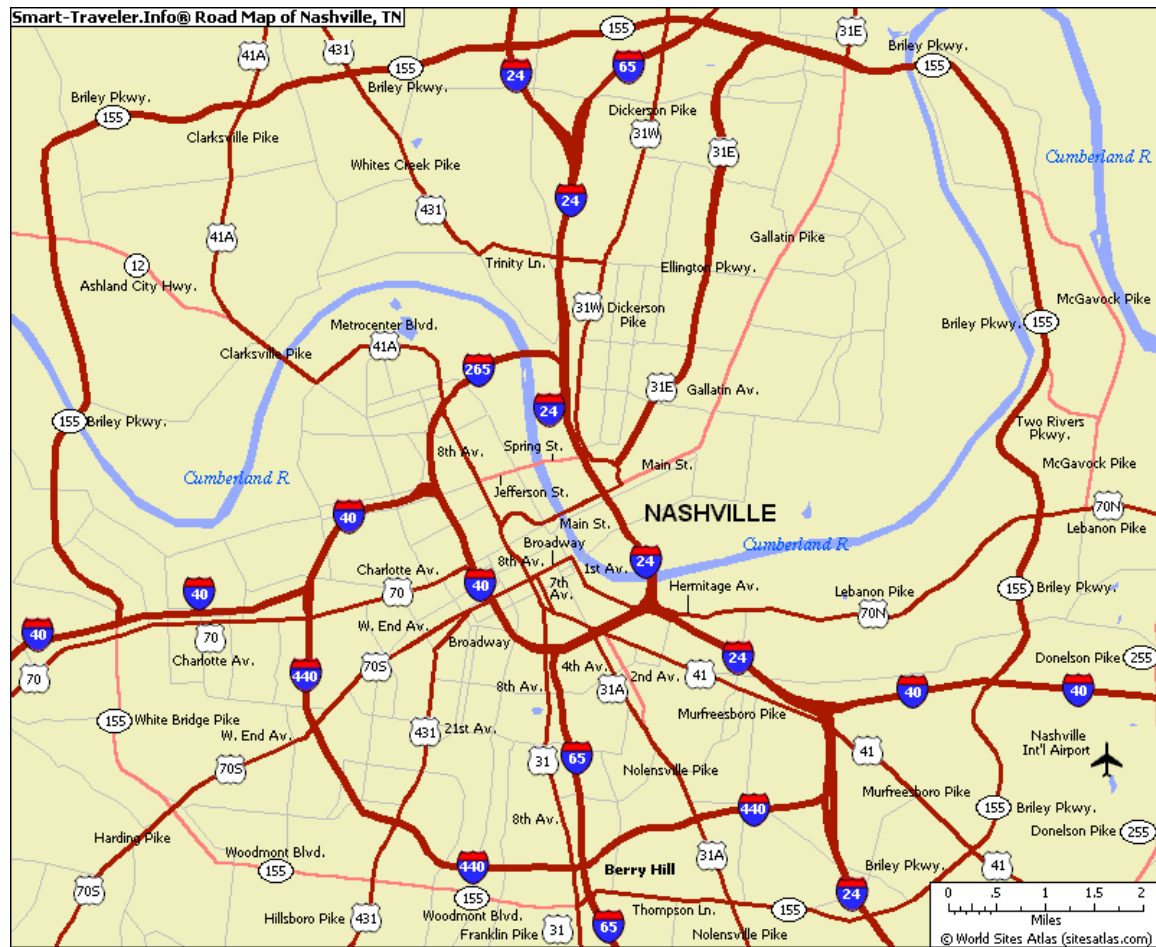 Smart-Traveler.Info® Road Map of Nashville, TN
155
31E
41A
431
Briley Pkwy.
155
24
65
155
Briley Pkwy.
Briley Pkwy.
155
Dickerson Pike
Clarksville Pike
31W
31E
Cumberland R
Whites Creek Pike
24
431
41A
Gallatin Pike
12
Trinity Ln.
Ellington Pkwy.
Ashland City Hwy.
McGavock Pike
31W
Dickerson
Pike
Metrocenter Blvd.
Briley Pkwy.
155
41A
Clarksville Pike
265
31E
Gallatin Av.
24
155
Briley Pkwy.
Two Rivers
Pkwy.
8th Av.
Spring St.
Main St.
McGavock Pike
Cumberland R
Jefferson St.
40
NASHVILLE
70N
Main St.
Lebanon Pike
Broadway
Cumberland R
8th Av.
1st Av.
24
Charlotte Av.
40
7th
Av.
Hermitage Av.
155
Briley Pkwy.
40
70
Lebanon Pike
70N
40
70
W. End Av.
Broadway
24
Donelson Pike
255
Charlotte Av.
70S
4th Av.
70
440
8th Av.
31A
2nd Av.
41
40
40
155
White Bridge Pike
Murfreesboro Pike
431
21st Av.
W. End Av.
Nashville
Int'l Airport
41
31
65
70S
Nolensville Pike
Murfreesboro Pike
440
155
Briley Pkwy.
8th Av.
Harding Pike
Donelson Pike
255
Woodmont Blvd.
31A
440
Berry Hill
Briley Pkwy.
41
155
70S
155
24
0 .5 1 1.5 2
Miles
Hillsboro Pike
431
Woodmont Blvd.
Thompson Ln.
155
Franklin Pike
31
65
Nolensville Pike
© World Sites Atlas (sitesatlas.com)